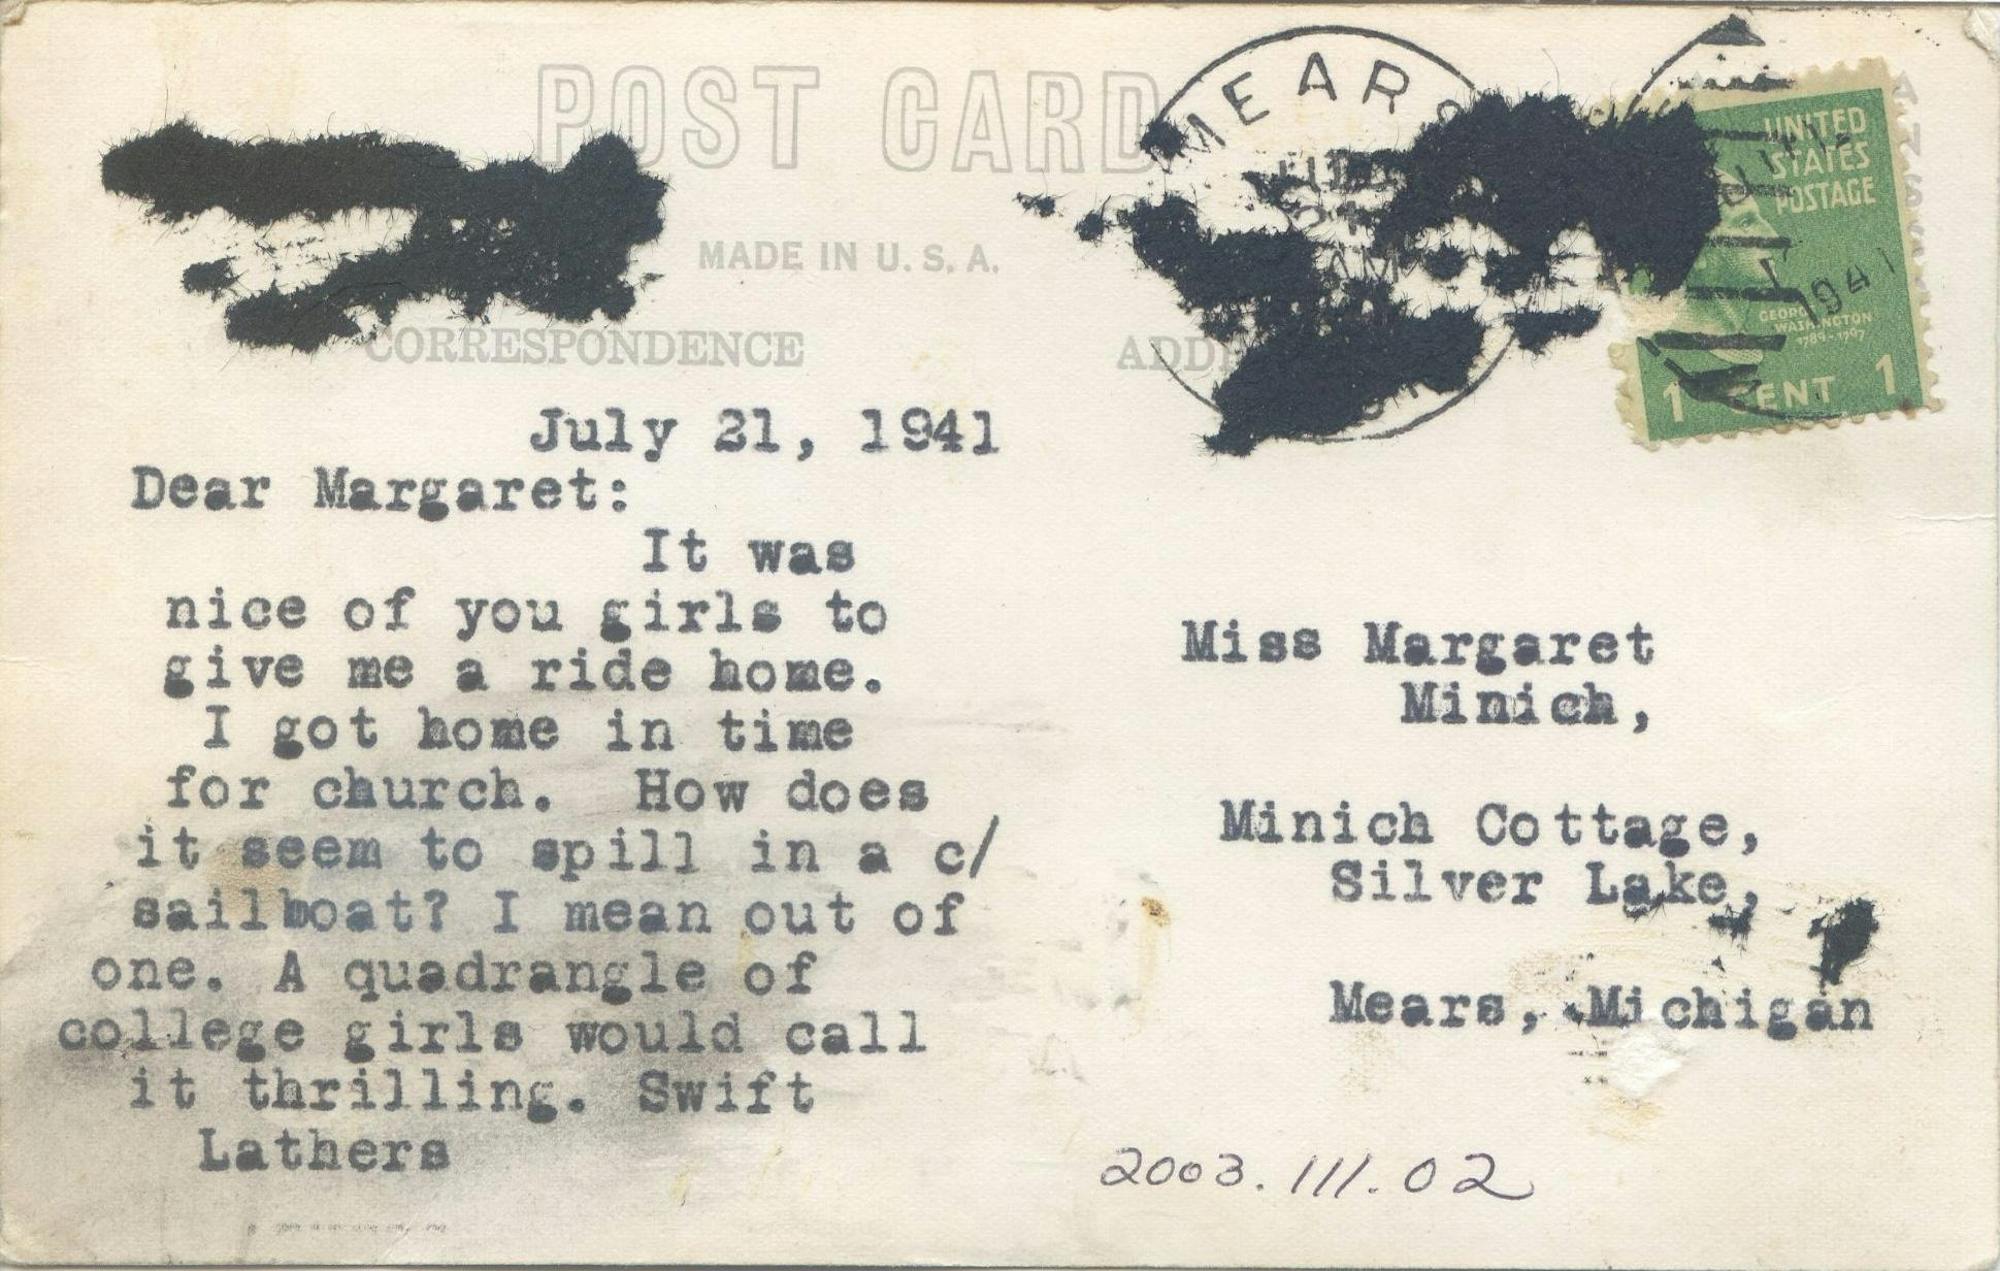 POST CARD
MADE IN U.S.A.
CORRESPONDENCE
MEARS
AM
UNITED
STATES
POSTAGE
1941
GEORGE
WASHINGTON
1789-1797
1 CENT 1
July 21, 1941
Dear Margaret:
It was
nice of you girls to
give me a ride home.
I got home in time
for church. How does
it seem to spill in a c/
sailboat? I mean out of
one. A quadrangle of
college girls would call
it thrilling. Swift
Lathers
Miss Margaret
Minich,
Minich Cottage,
Silver Lake,
Mears, Michigan
2003.111.02